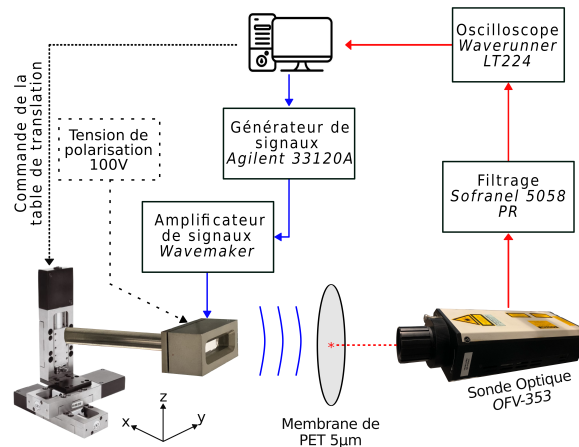 Oscilloscope
Waverunner
LT224
Commande de la
table de translation
Tension de
polarisation
100V
Générateur de
signaux
Agilent 33120A
Filtrage
Sofranel 5058
PR
Amplificateur
de signaux
Wavemaker
*
z
x
y
Sonde Optique
OFV-353
Membrane de
PET 5µm